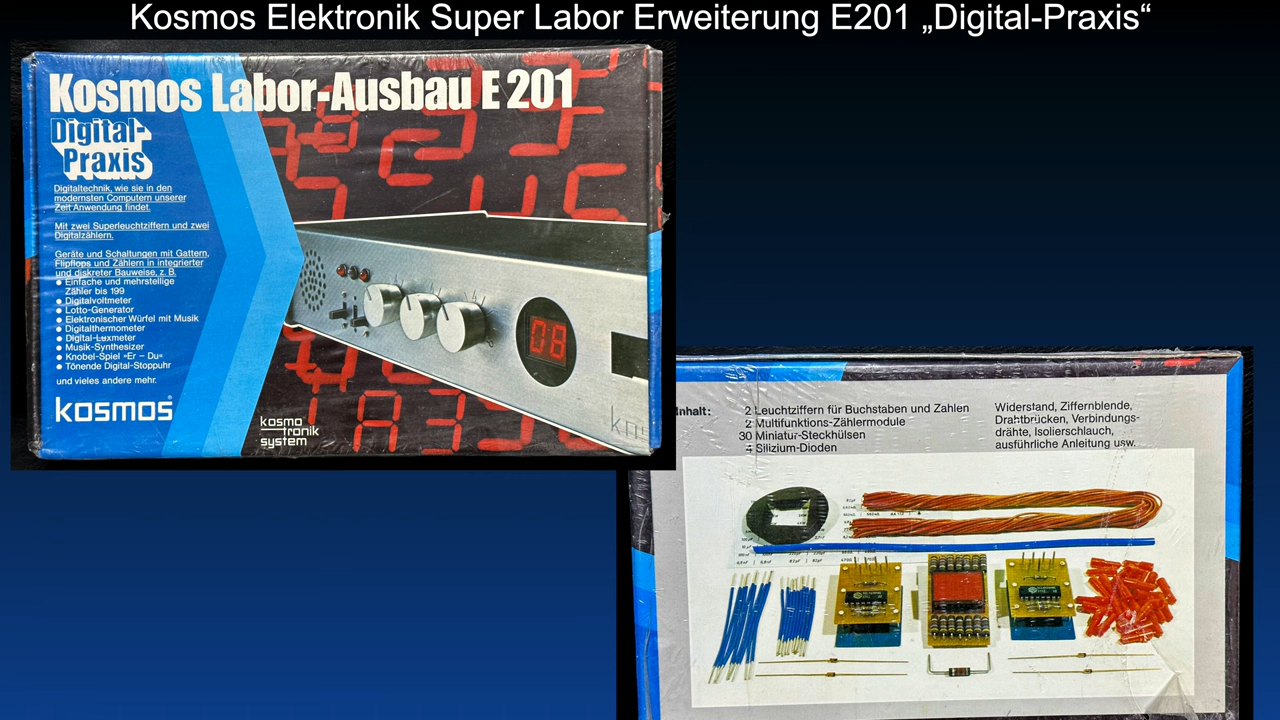 Kosmos Elektronik Super Labor Erweiterung E201 „Digital-Praxis“
Kosmos Labor-Ausbau E 201
Digital-
Praxis
Digitaltechnik, wie sie in den
modernsten Computern unserer
Zeit Anwendung findet.
Mit zwei Superleuchtziffern und zwei
Digitalzählern.
Geräte und Schaltungen mit Gattern,
Flipflops und Zählern in integrierter
und diskreter Bauweise, z. B.
● Einfache und mehrstellige
Zähler bis 199
● Digitalvoltmeter
● Lotto-Generator
● Elektronischer Würfel mit Musik
● Digitalthermometer
● Digital-Luxmeter
● Musik-Synthesizer
● Knobel-Spiel »Er – Du«
● Tönende Digital-Stoppuhr
und vieles andere mehr.
kosmos
kosmo
tronik
system
08
Inhalt:
2 Leuchtziffern für Buchstaben und Zahlen
2 Multifunktions-Zählermodule
30 Miniatur-Steckhülsen
4 Silizium-Dioden
Widerstand, Ziffernblende,
Drahtbrücken, Verbindungs-
drähte, Isolierschlauch,
ausführliche Anleitung usw.